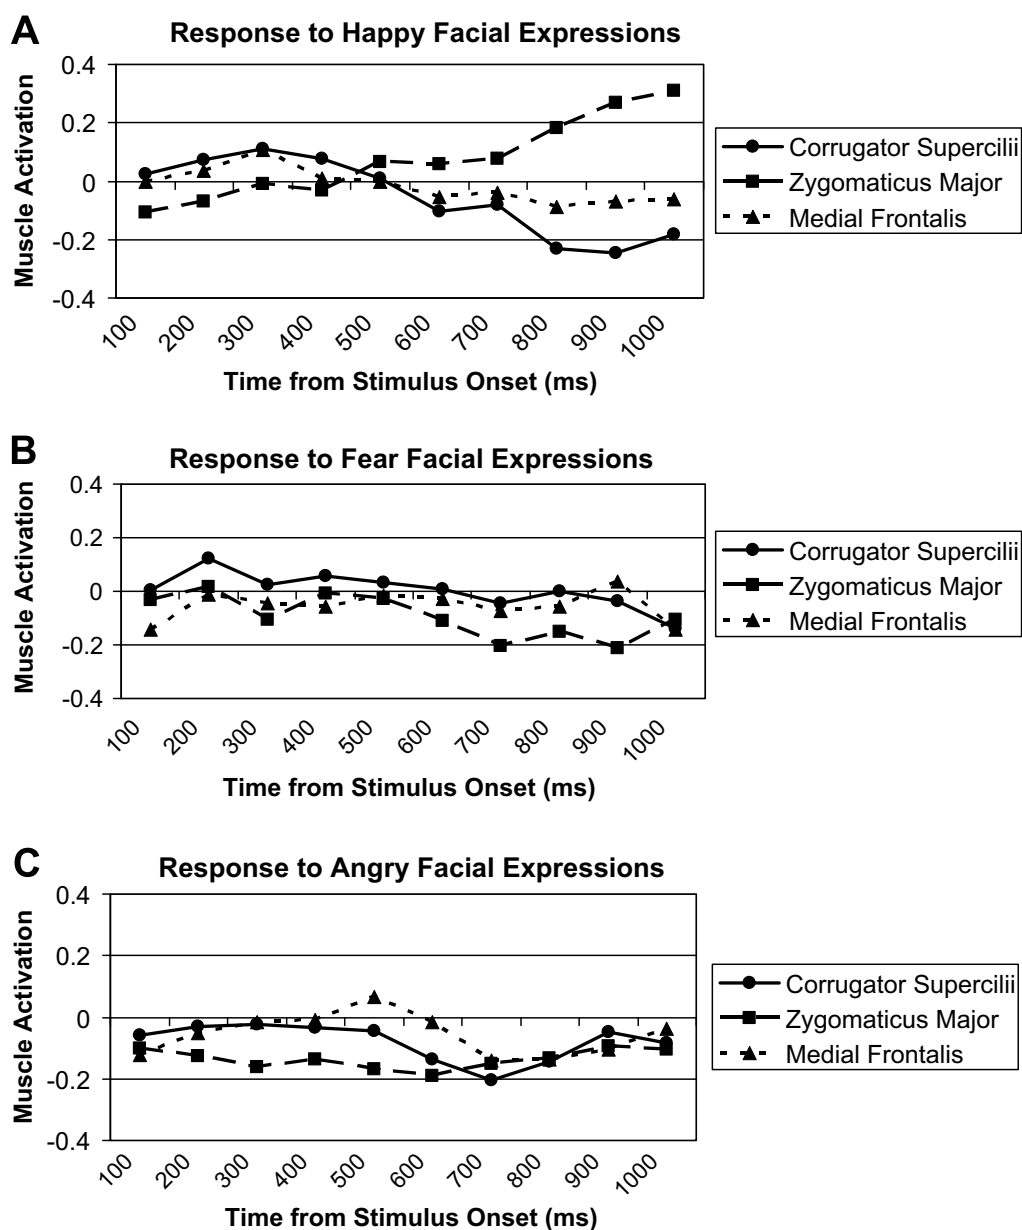 A
Response to Happy Facial Expressions
Muscle Activation
0.4
0.2
0
-0.2
-0.4
100 200 300 400 500 600 700 800 900 1000
Time from Stimulus Onset (ms)
Corrugator Supercilii
Zygomaticus Major
Medial Frontalis
B
Response to Fear Facial Expressions
Muscle Activation
0.4
0.2
0
-0.2
-0.4
100 200 300 400 500 600 700 800 900 1000
Time from Stimulus Onset (ms)
Corrugator Supercilii
Zygomaticus Major
Medial Frontalis
C
Response to Angry Facial Expressions
Muscle Activation
0.4
0.2
0
-0.2
-0.4
100 200 300 400 500 600 700 800 900 1000
Time from Stimulus Onset (ms)
Corrugator Supercilii
Zygomaticus Major
Medial Frontalis